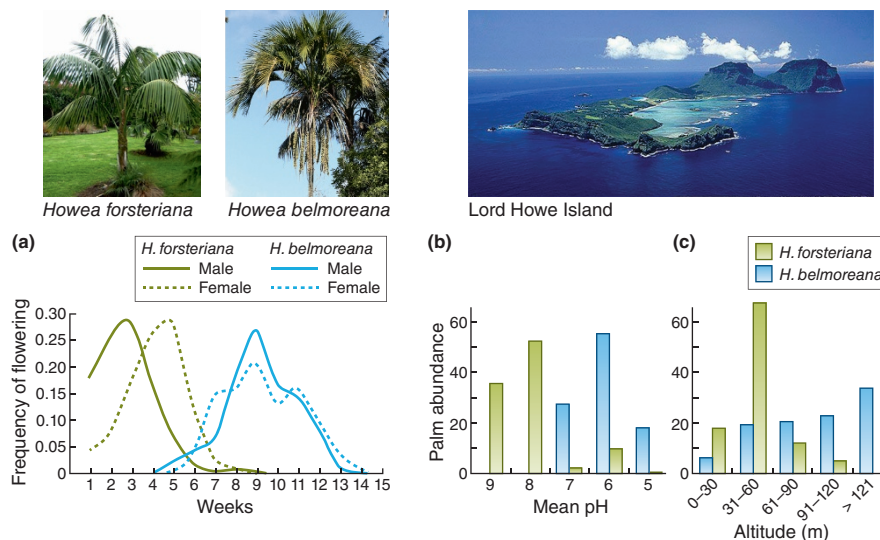 Howea forsteriana
Howea belmoreana
Lord Howe Island
(a)
H. forsteriana
H. belmoreana
Male
Male
Female
Female
Frequency of flowering
0.30
0.25
0.20
0.15
0.10
0.05
0
1 2 3 4 5 6 7 8 9 10 11 12 13 14 15
Weeks
(b)
Palm abundance
60
40
20
0
9 8 7 6 5
Mean pH
(c)
H. forsteriana
H. belmoreana
60
40
20
0
0–30
31–60
61–90
91–120
> 121
Altitude (m)